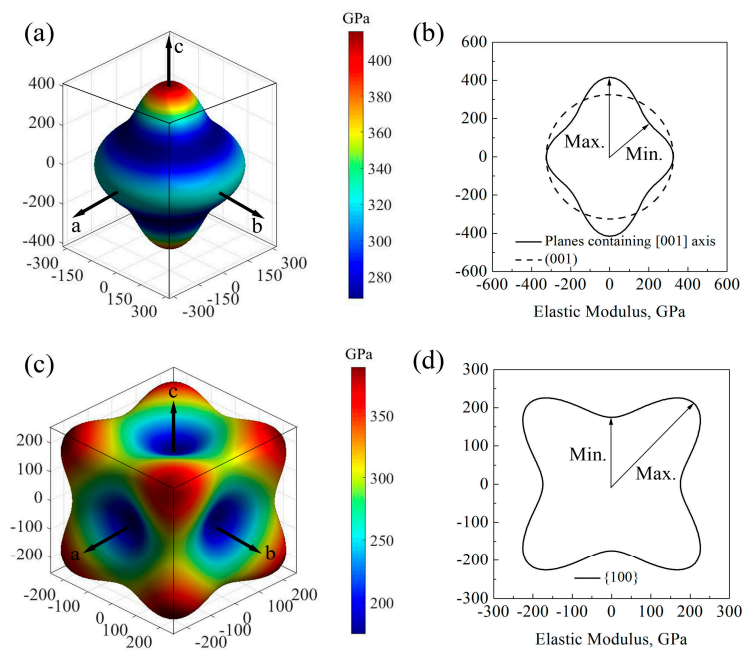 (a)
GPa
c
400
200
0
-200
-400
-300
-150
0
150
300
-300
-150
0
150
300
a
b
400
380
360
340
320
300
280
(b)
600
400
200
0
-200
-400
-600
-600 -400 -200 0 200 400 600
Max.
Min.
Planes containing [001] axis
(001)
Elastic Modulus, GPa
(c)
GPa
c
200
100
0
-100
-200
-200
-100
0
100
200
-200
-100
0
100
200
a
b
350
300
250
200
(d)
300
200
100
0
-100
-200
-300
-300 -200 -100 0 100 200 300
Min.
Max.
{100}
Elastic Modulus, GPa